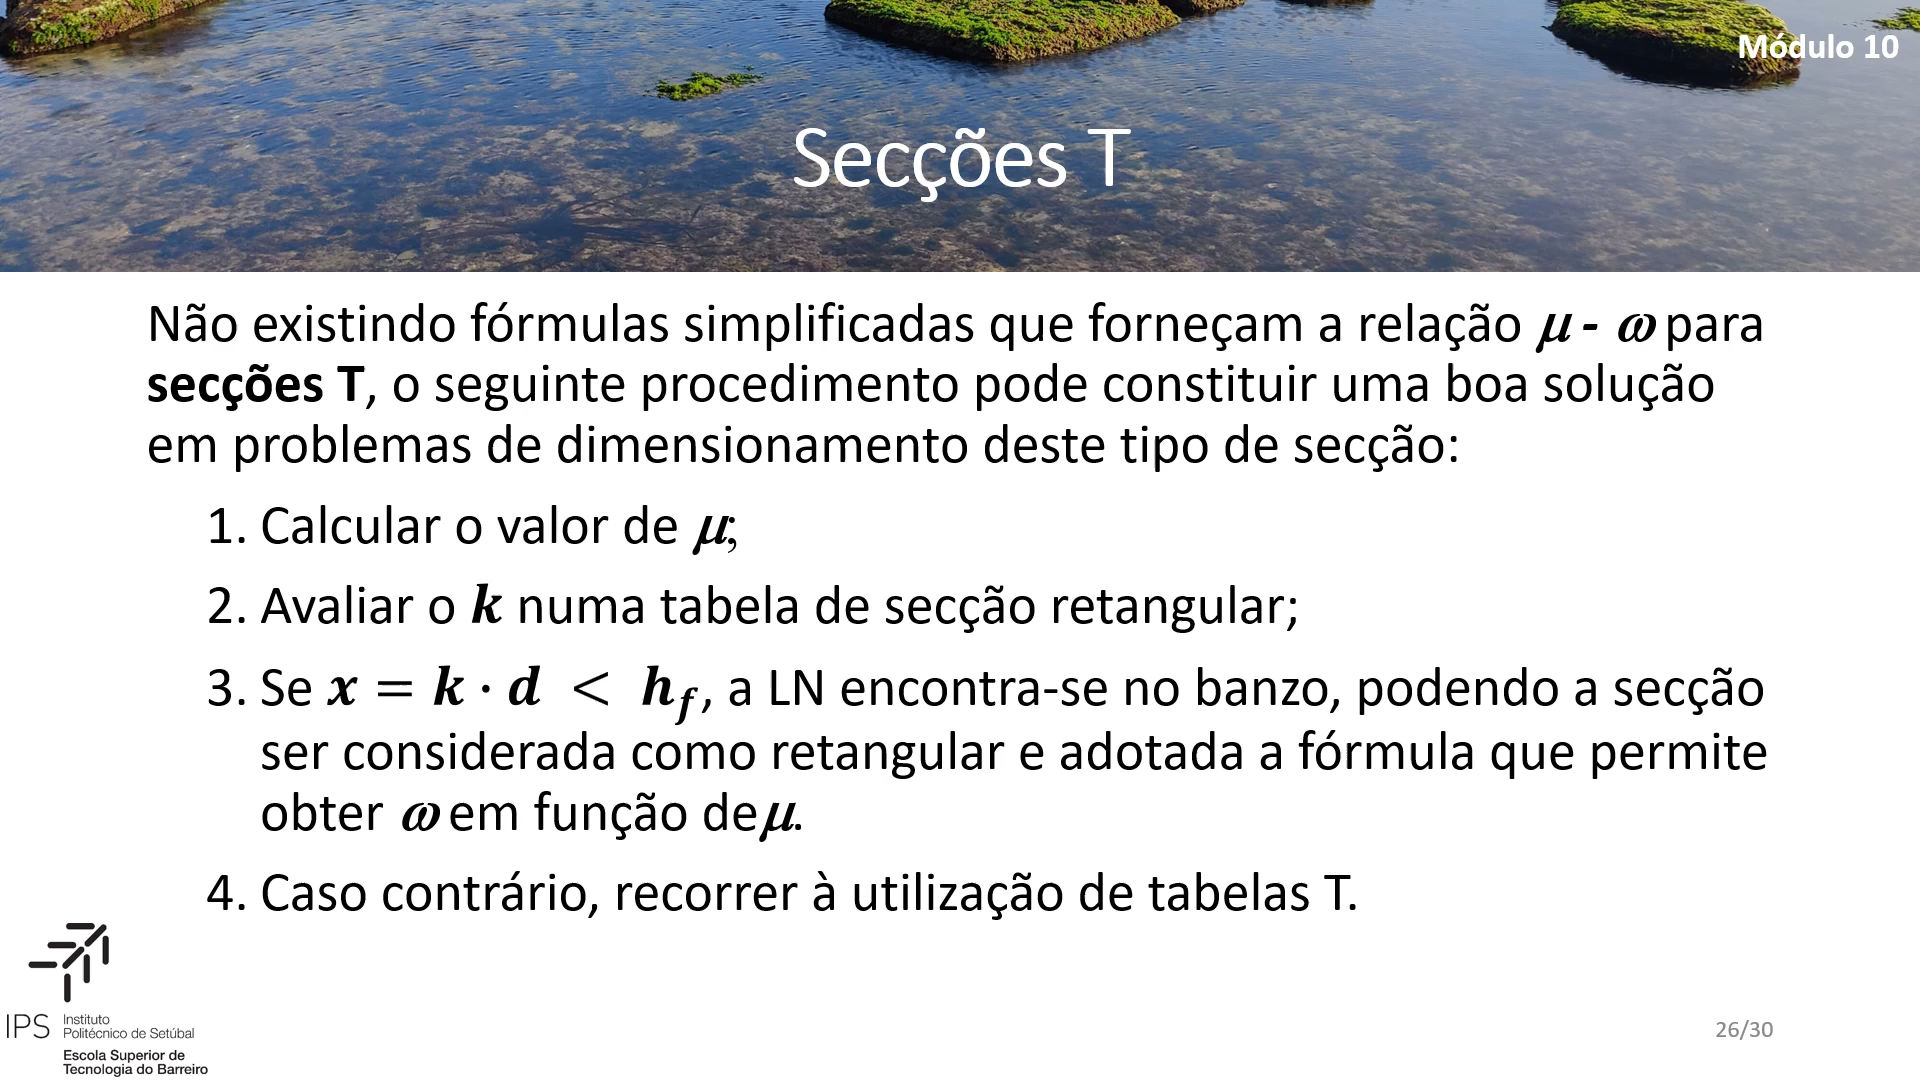 Módulo 10
Secções T
Não existindo fórmulas simplificadas que forneçam a relação μ - ω para
secções T, o seguinte procedimento pode constituir uma boa solução
em problemas de dimensionamento deste tipo de secção:
1. Calcular o valor de μ;
2. Avaliar o k numa tabela de secção retangular;
3. Se x = k · d < h_f, a LN encontra-se no banzo, podendo a secção
ser considerada como retangular e adotada a fórmula que permite
obter ω em função de μ.
4. Caso contrário, recorrer à utilização de tabelas T.
IPS Instituto
Politécnico de Setúbal
Escola Superior de
Tecnologia do Barreiro
26/30